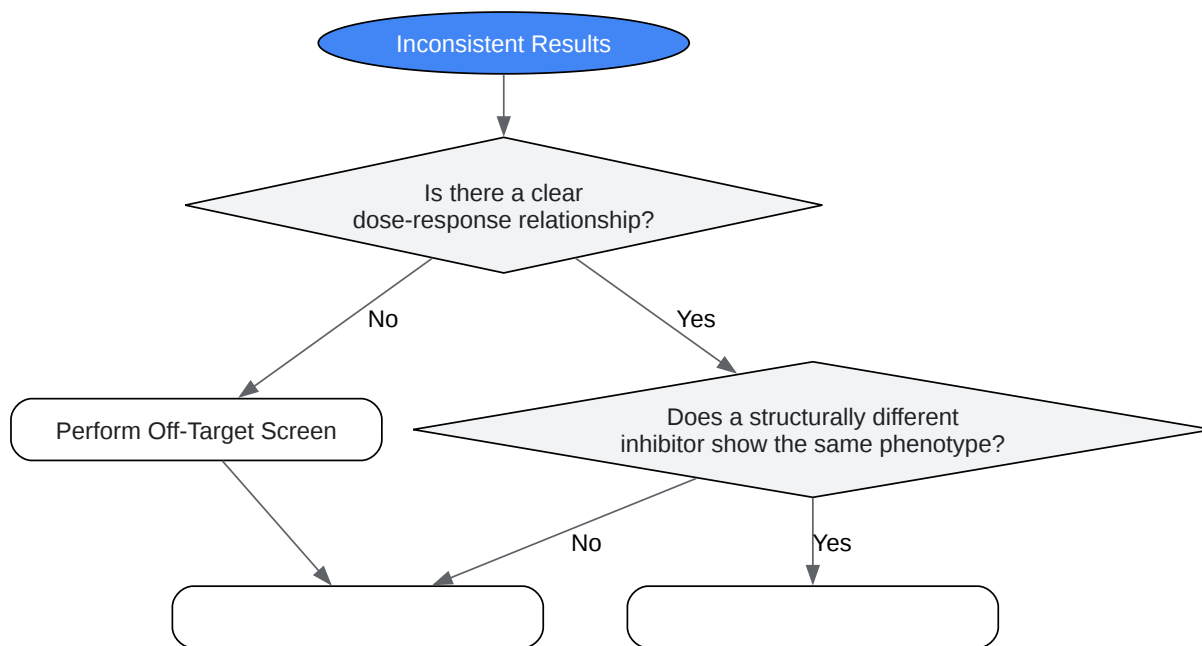 Inconsistent Results
Is there a clear
dose-response relationship?
No
Yes
Perform Off-Target Screen
Does a structurally different
inhibitor show the same phenotype?
No
Yes